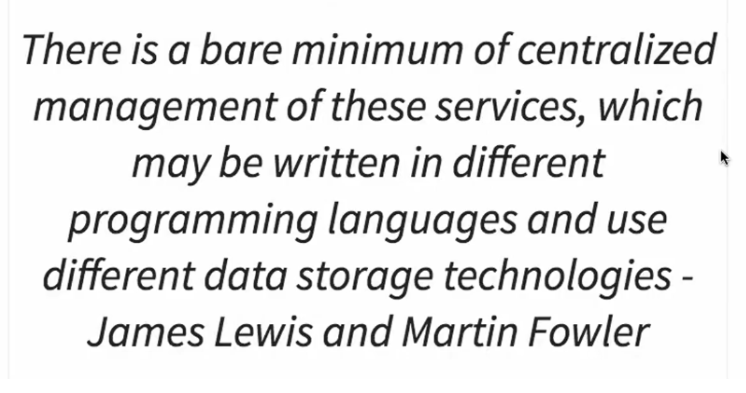 There is a bare minimum of centralized
management of these services, which
may be written in different
programming languages and use
different data storage technologies -
James Lewis and Martin Fowler